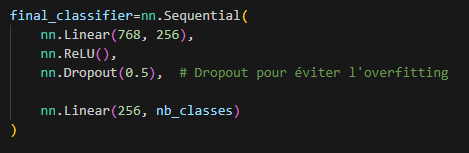 final_classifier=nn.Sequential(
    nn.Linear(768, 256),
    nn.ReLU(),
    nn.Dropout(0.5),  # Dropout pour éviter l'overfitting

    nn.Linear(256, nb_classes)
)